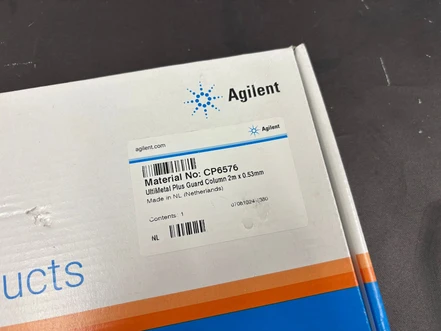 Agilent
Agilent
agilent.com
Material No: CP6576
UltiMetal Plus Guard Column 2m x 0.53mm
Made in NL (Netherlands)
Contents: 1
NL
ucts